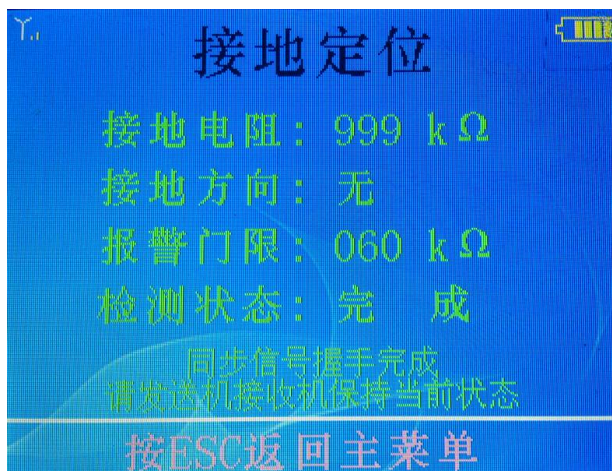 接地定位
接地电阻: 999 kΩ
接地方向: 无
报警门限: 060 kΩ
检测状态: 完 成
同步信号握手完成
请发送机接收机保持当前状态
按ESC返回主菜单